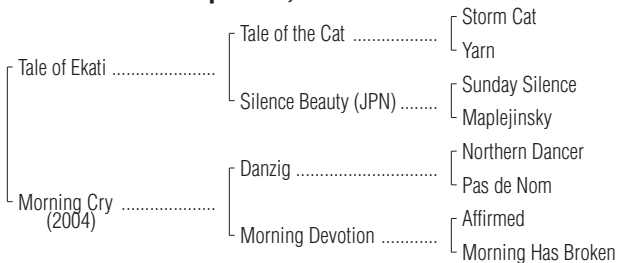 Storm Cat
Tale of the Cat ..................
Yarn
Tale of Ekati ......................
Sunday Silence
Silence Beauty (JPN) ........
Maplejinsky
Northern Dancer
Danzig ..............................
Pas de Nom
Morning Cry ....................
(2004)
Affirmed
Morning Devotion ............
Morning Has Broken